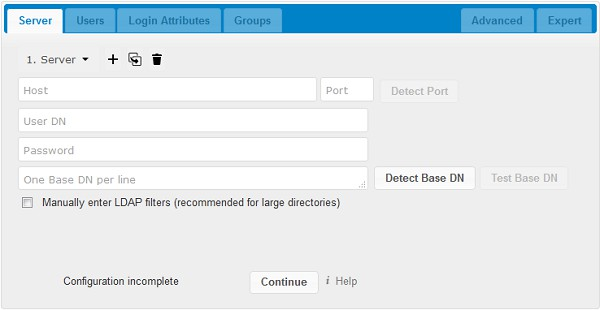 Server Users Login Attributes Groups Advanced Expert
1. Server
Host Port Detect Port
User DN
Password
One Base DN per line Detect Base DN Test Base DN
Manually enter LDAP filters (recommended for large directories)
Configuration incomplete Continue i Help